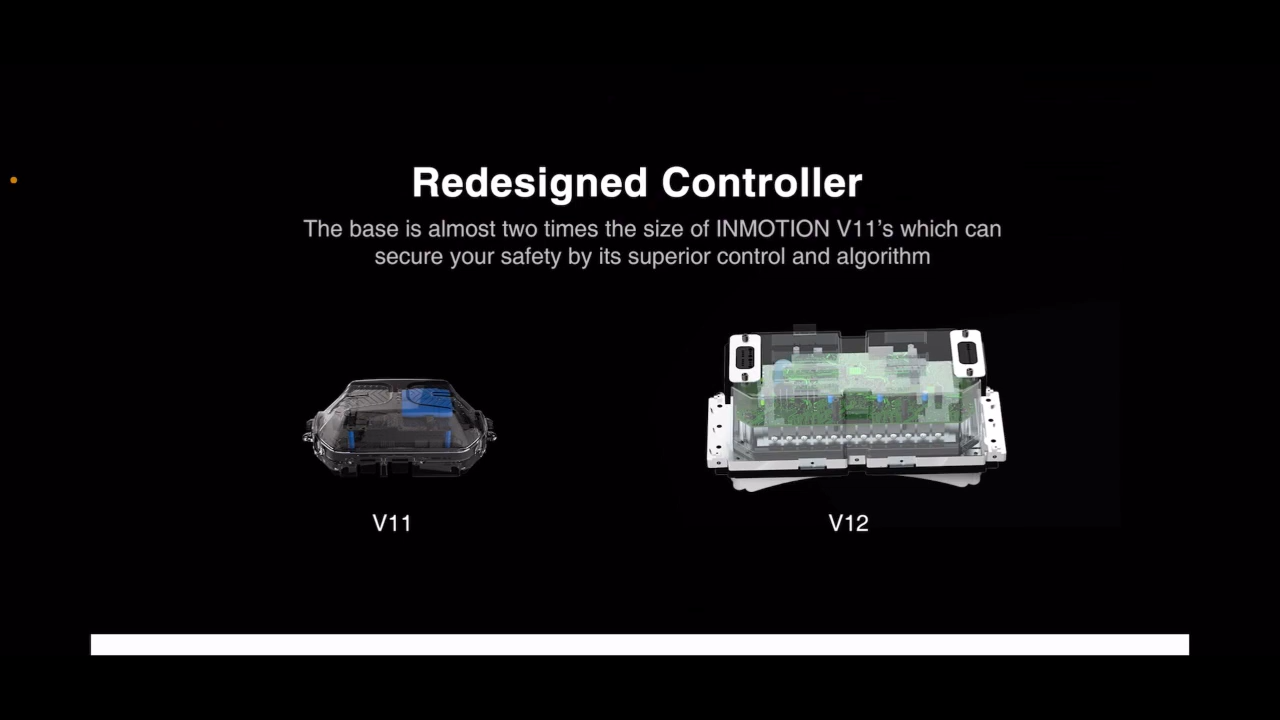 Redesigned Controller
The base is almost two times the size of INMOTION V11's which can
secure your safety by its superior control and algorithm
V11
V12